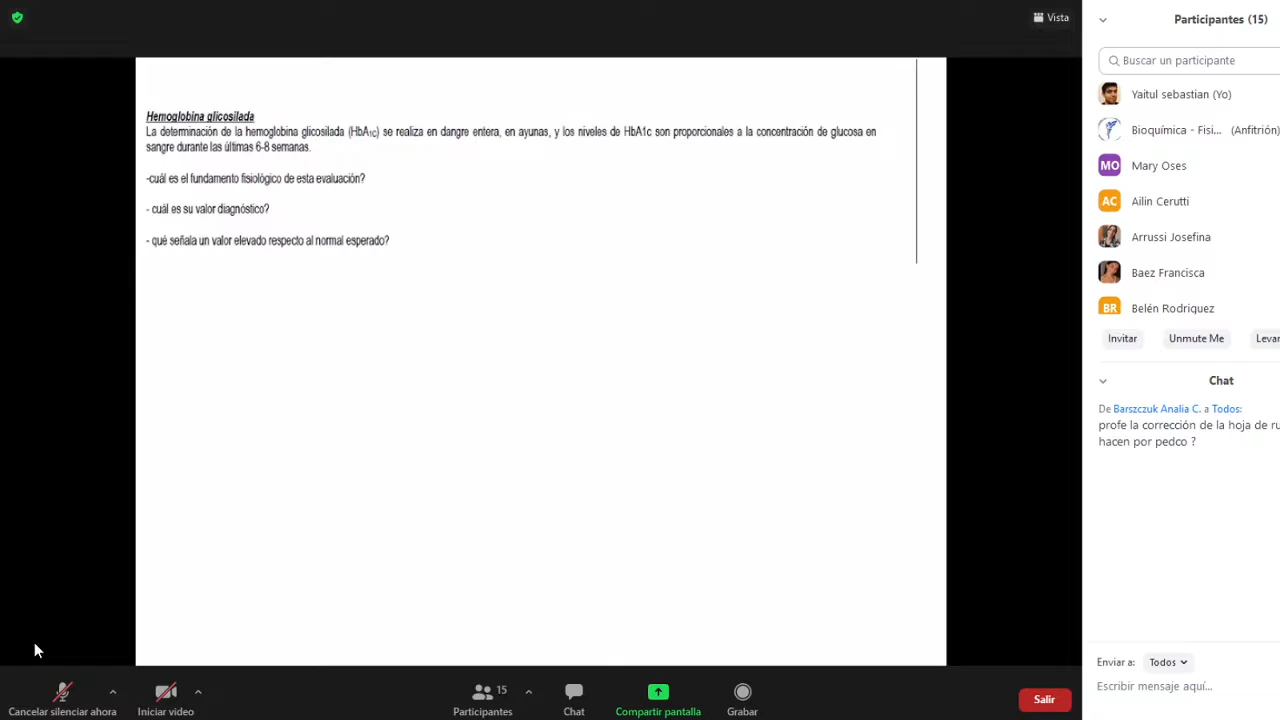 Vista
Hemoglobina glicosilada
La determinación de la hemoglobina glicosilada (HbA1C) se realiza en dangre entera, en ayunas, y los niveles de HbA1c son proporcionales a la concentración de glucosa en
sangre durante las últimas 6-8 semanas.
-cuál es el fundamento fisiológico de esta evaluación?
- cuál es su valor diagnóstico?
- qué señala un valor elevado respecto al normal esperado?
Cancelar silenciar ahora
Iniciar video
15
Participantes
Chat
Compartir pantalla
Grabar
Salir
Participantes (15)
Buscar un participante
Yaitul sebastian (Yo)
Bioquímica - Fisi... (Anfitrión)
MO Mary Oses
AC Ailin Cerutti
Arrussi Josefina
Baez Francisca
BR Belén Rodriguez
Invitar Unmute Me Levan
Chat
De Barszczuk Analia C. a Todos:
profe la corrección de la hoja de ru
hacen por pedco ?
Enviar a: Todos
Escribir mensaje aquí...